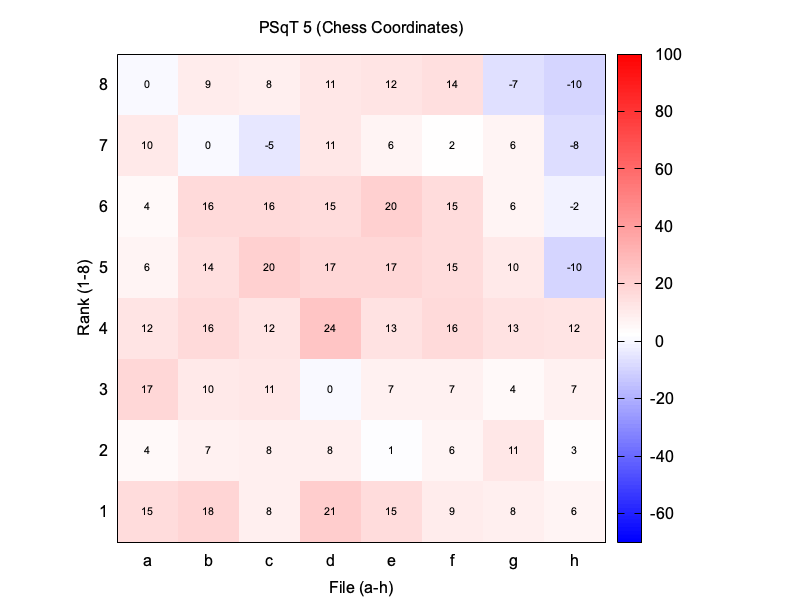 PSqT 5 (Chess Coordinates)
100
8 0 9 8 11 12 14 -7 -10
80
7 10 0 -5 11 6 2 6 -8
60
6 4 16 16 15 20 15 6 -2
40
5 6 14 20 17 17 15 10 -10
20
Rank (1-8)
4 12 16 12 24 13 16 13 12
0
3 17 10 11 0 7 7 4 7
-20
2 4 7 8 8 1 6 11 3
-40
1 15 18 8 21 15 9 8 6
-60
a b c d e f g h
File (a-h)